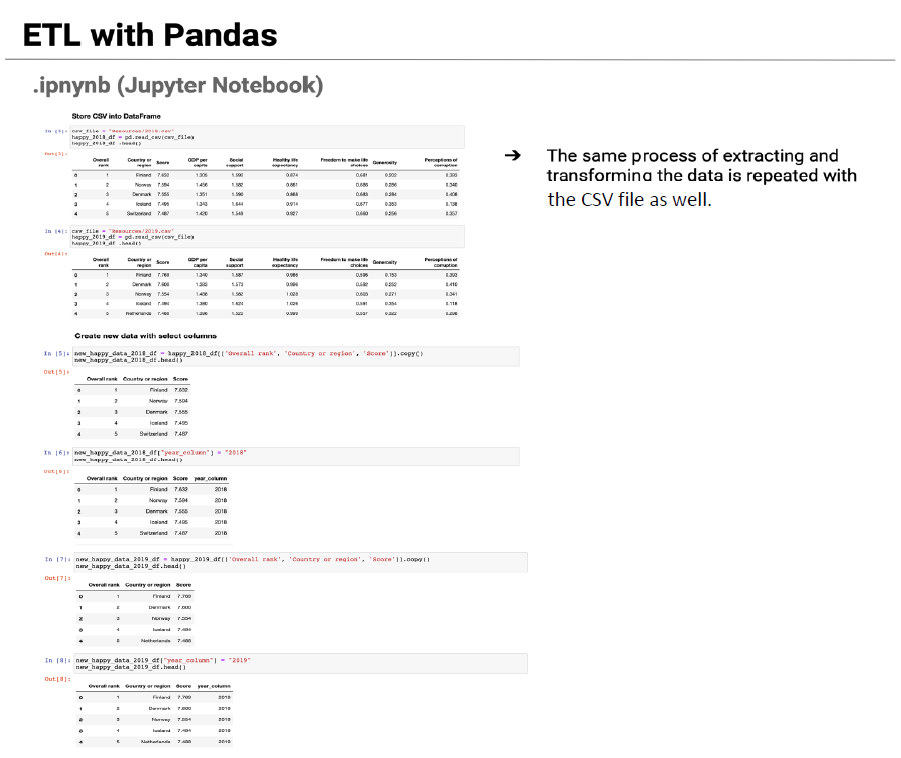 ETL with Pandas
.ipnynb (Jupyter Notebook)
Store CSV into DataFrame
In [3]: csv_file = "Resources/2018.csv"
happy_2018_df = pd.read_csv(csv_file)
happy_2018_df .head()
Out[3]:
Overall rank Country or region Score GDP per capita Social support Healthy life expectancy Freedom to make life choices Generosity Perceptions of corruption
0 1 Finland 7.632 1.305 1.592 0.874 0.681 0.202 0.393
1 2 Norway 7.594 1.456 1.582 0.861 0.686 0.286 0.340
2 3 Denmark 7.555 1.351 1.590 0.868 0.683 0.284 0.408
3 4 Iceland 7.495 1.343 1.644 0.914 0.677 0.353 0.138
4 5 Switzerland 7.487 1.420 1.549 0.927 0.660 0.256 0.357
In [4]: csv_file = "Resources/2019.csv"
happy_2019_df = pd.read_csv(csv_file)
happy_2019_df .head()
Out[4]:
Overall rank Country or region Score GDP per capita Social support Healthy life expectancy Freedom to make life choices Generosity Perceptions of corruption
0 1 Finland 7.769 1.340 1.587 0.986 0.596 0.153 0.393
1 2 Denmark 7.600 1.383 1.573 0.996 0.592 0.252 0.410
2 3 Norway 7.554 1.488 1.582 1.028 0.603 0.271 0.341
3 4 Iceland 7.494 1.380 1.624 1.026 0.591 0.354 0.118
4 5 Netherlands 7.488 1.396 1.522 0.999 0.557 0.322 0.298
Create new data with select columns
In [5]: new_happy_data_2018_df = happy_2018_df[['Overall rank', 'Country or region', 'Score']].copy()
new_happy_data_2018_df.head()
Out[5]:
Overall rank Country or region Score
0 1 Finland 7.632
1 2 Norway 7.594
2 3 Denmark 7.555
3 4 Iceland 7.495
4 5 Switzerland 7.487
In [6]: new_happy_data_2018_df["year_column"] = "2018"
new_happy_data_2018_df.head()
Out[6]:
Overall rank Country or region Score year_column
0 1 Finland 7.632 2018
1 2 Norway 7.594 2018
2 3 Denmark 7.555 2018
3 4 Iceland 7.495 2018
4 5 Switzerland 7.487 2018
In [7]: new_happy_data_2019_df = happy_2019_df[['Overall rank', 'Country or region', 'Score']].copy()
new_happy_data_2019_df.head()
Out[7]:
Overall rank Country or region Score
0 1 Finland 7.769
1 2 Denmark 7.600
2 3 Norway 7.554
3 4 Iceland 7.494
4 5 Netherlands 7.488
In [8]: new_happy_data_2019_df["year_column"] = "2019"
new_happy_data_2019_df.head()
Out[8]:
Overall rank Country or region Score year_column
0 1 Finland 7.769 2019
1 2 Denmark 7.600 2019
2 3 Norway 7.554 2019
3 4 Iceland 7.494 2019
4 5 Netherlands 7.488 2019
➔ The same process of extracting and
transforming the data is repeated with
the CSV file as well.